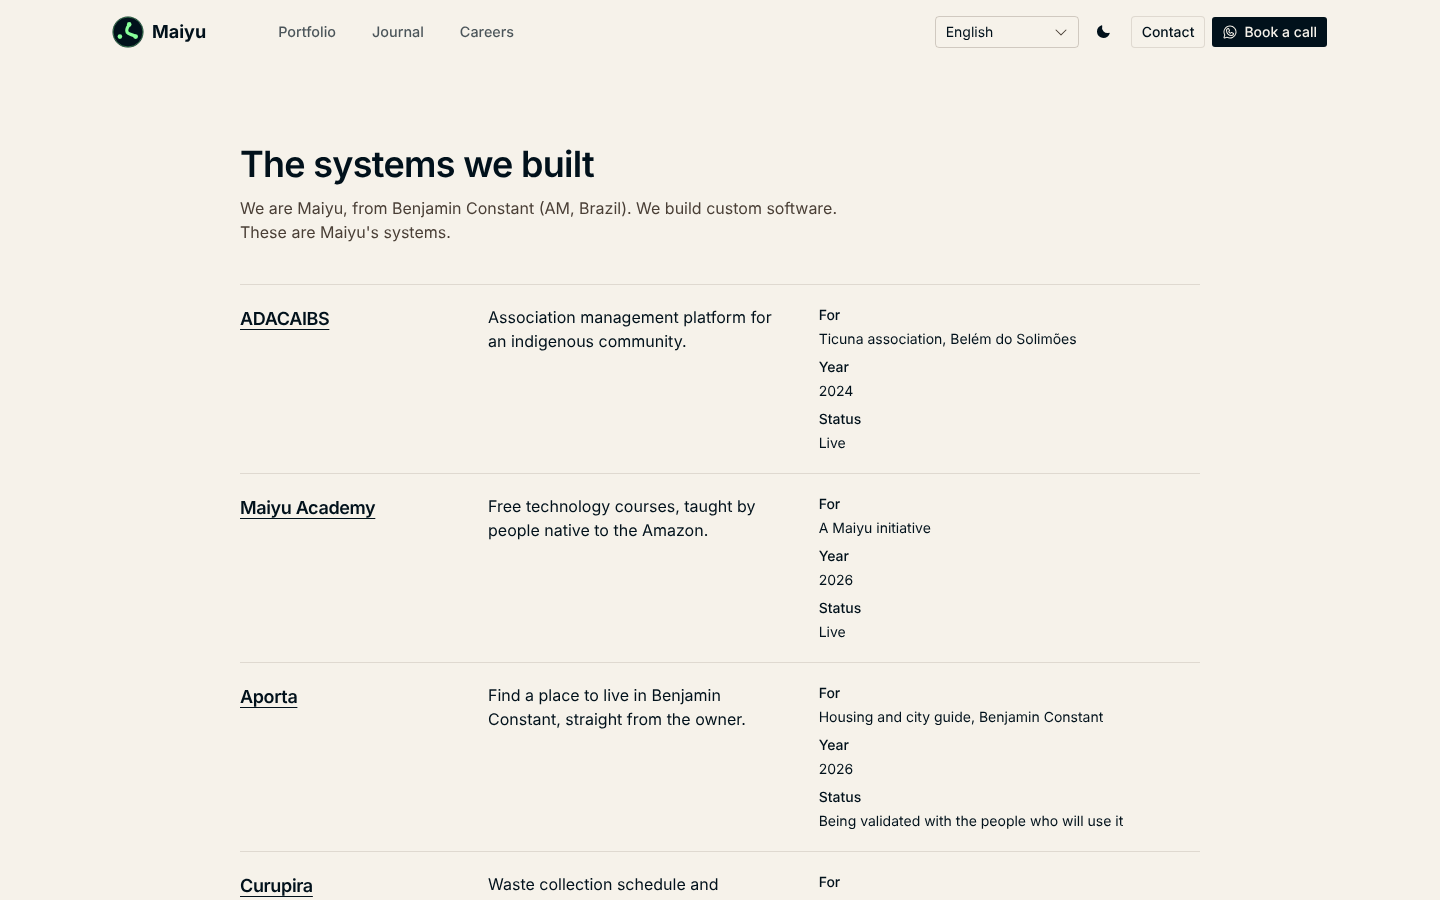 Maiyu
Portfolio
Journal
Careers
English
Contact
Book a call
The systems we built
We are Maiyu, from Benjamin Constant (AM, Brazil). We build custom software.
These are Maiyu's systems.
ADACAIBS
Association management platform for
an indigenous community.
For
Ticuna association, Belém do Solimões
Year
2024
Status
Live
Maiyu Academy
Free technology courses, taught by
people native to the Amazon.
For
A Maiyu initiative
Year
2026
Status
Live
Aporta
Find a place to live in Benjamin
Constant, straight from the owner.
For
Housing and city guide, Benjamin Constant
Year
2026
Status
Being validated with the people who will use it
Curupira
Waste collection schedule and
For